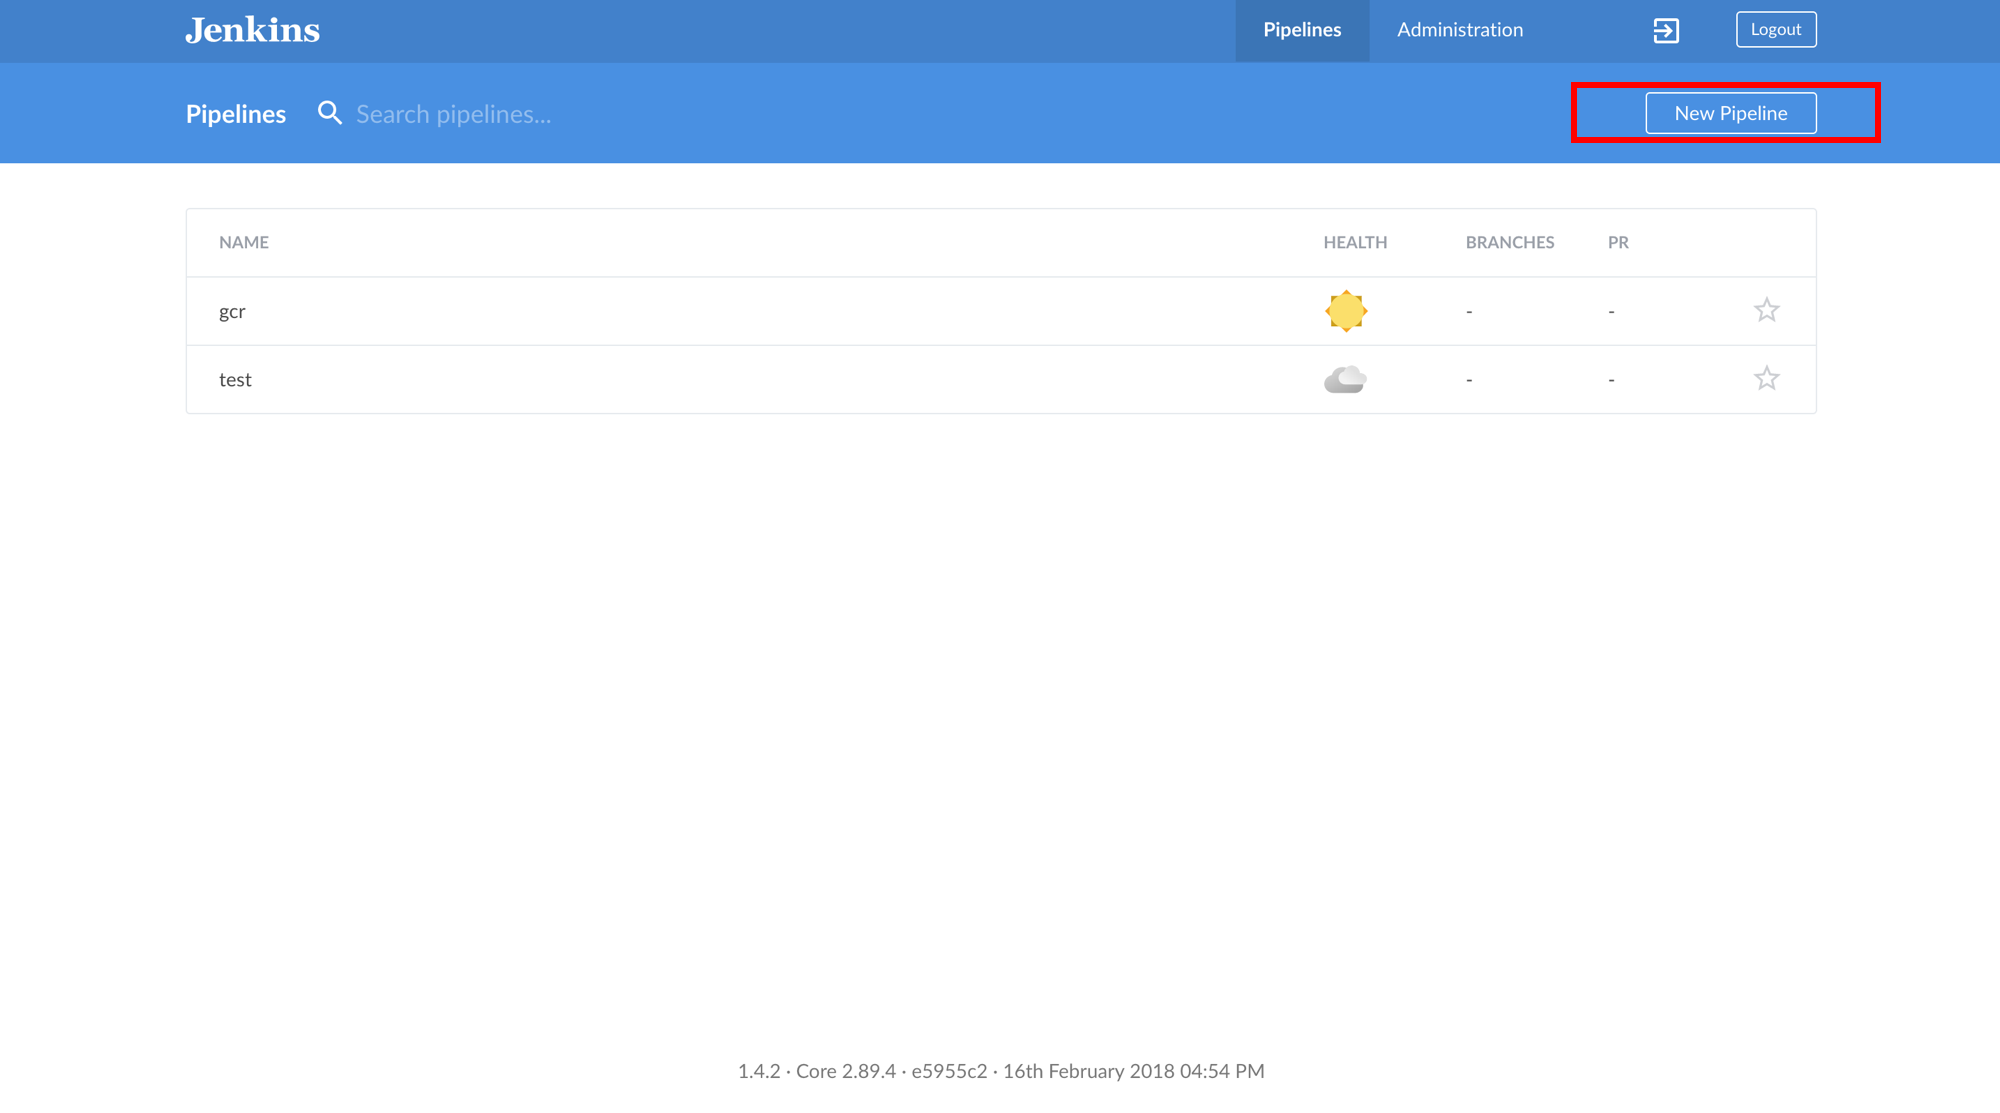 Jenkins Pipelines Administration Logout
Pipelines Search pipelines... New Pipeline
NAME HEALTH BRANCHES PR
gcr - -
test - -
1.4.2 · Core 2.89.4 · e5955c2 · 16th February 2018 04:54 PM